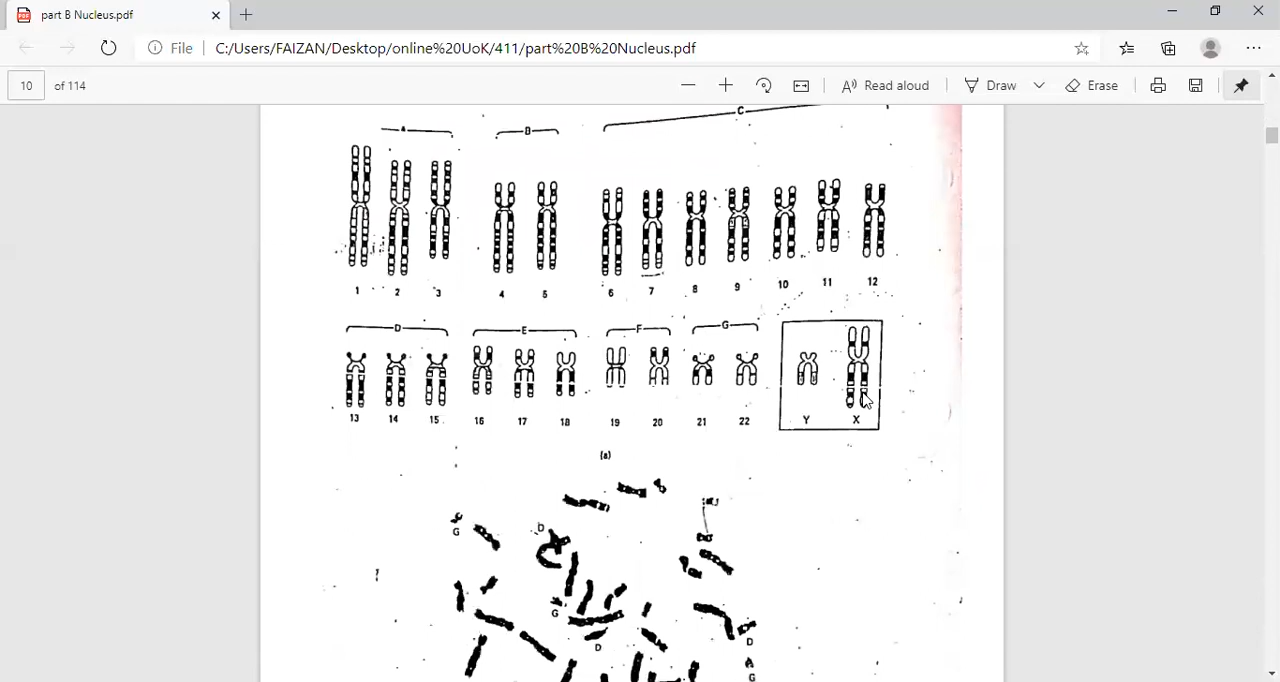 part B Nucleus.pdf
File | C:/Users/FAIZAN/Desktop/online%20UoK/411/part%20B%20Nucleus.pdf
10 of 114 Read aloud Draw Erase
A B C
1 2 3 4 5 6 7 8 9 10 11 12
D E F G
13 14 15 16 17 18 19 20 21 22 Y X
(a)
G D
G
D D
A
G